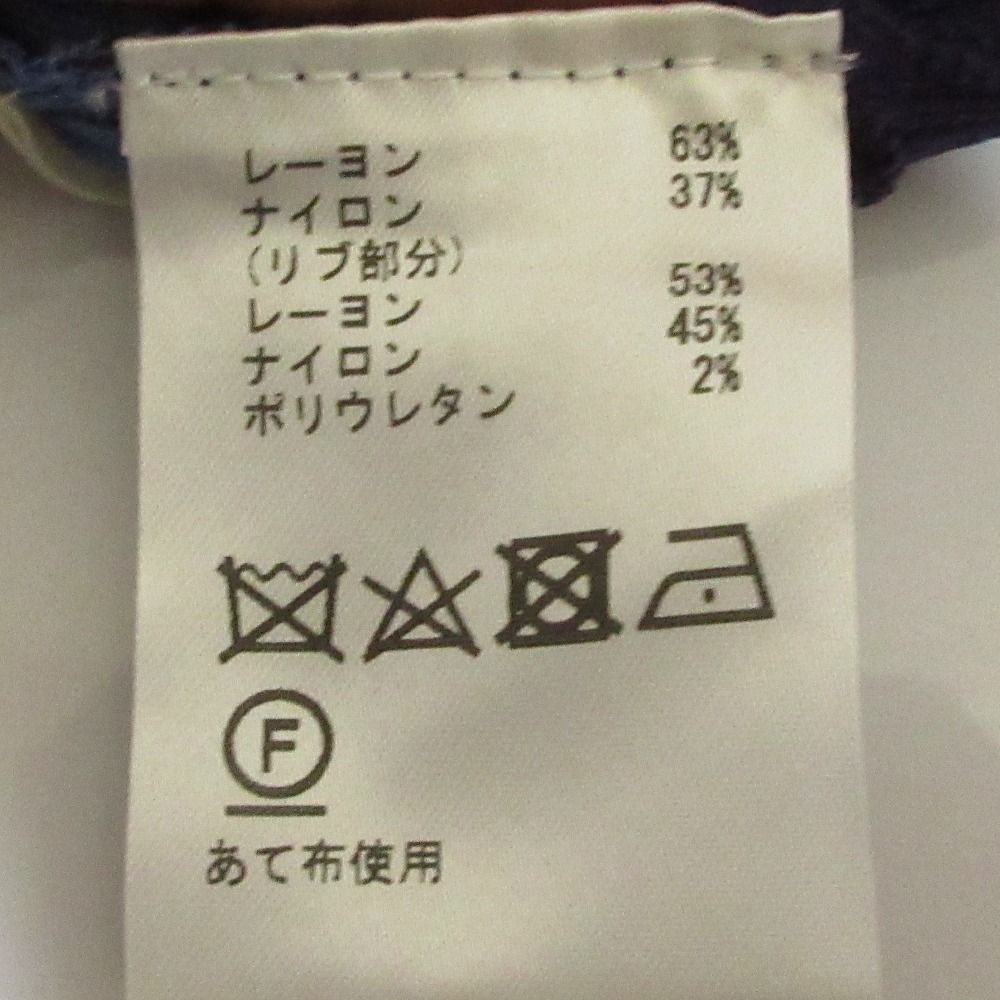 レーヨン 63%
ナイロン 37%
(リブ部分)
レーヨン 53%
ナイロン 45%
ポリウレタン 2%
F
あて布使用